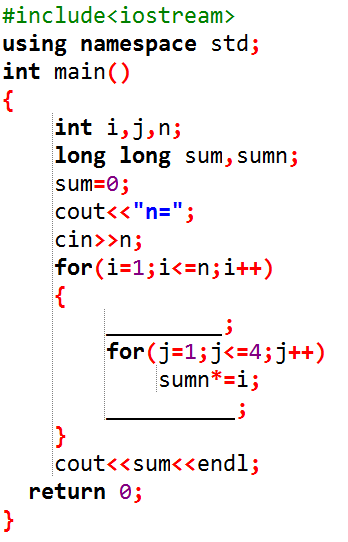 #include<iostream>
using namespace std;
int main()
{
int i,j,n;
long long sum,sumn;
sum=0;
cout<<"n=";
cin>>n;
for(i=1;i<=n;i++)
{
_________;
for(j=1;j<=4;j++)
sumn*=i;
__________;
}
cout<<sum<<endl;
return 0;
}